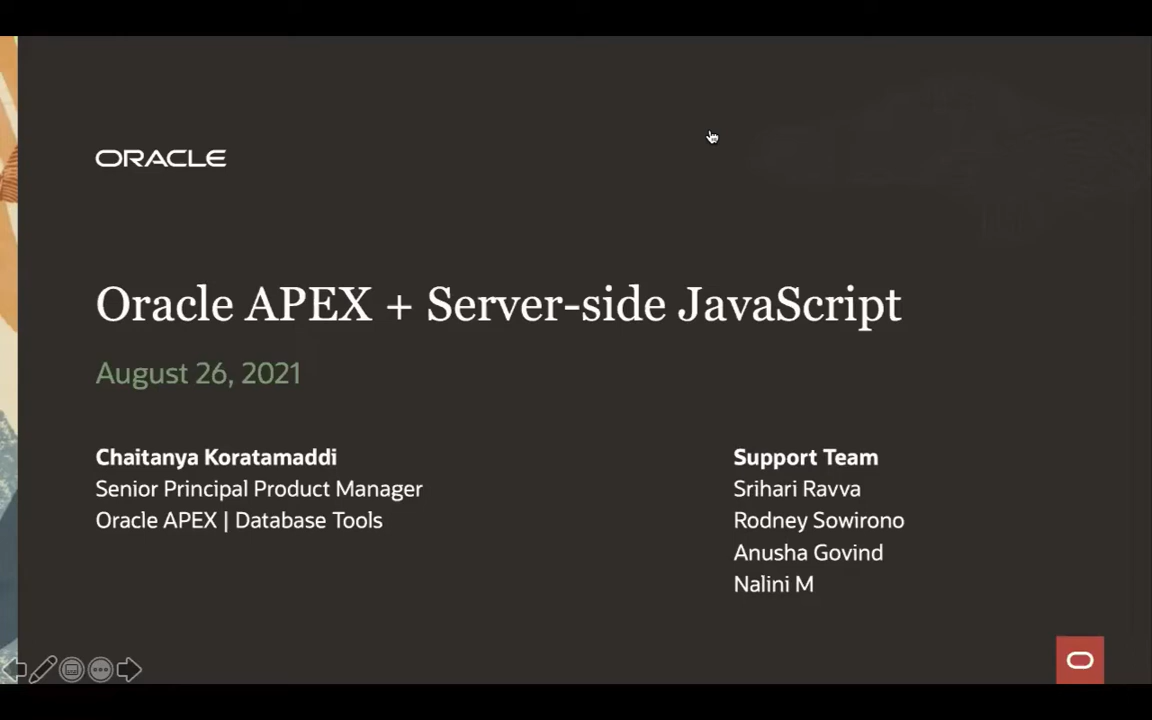 ORACLE
Oracle APEX + Server-side JavaScript
August 26, 2021
Chaitanya Koratamaddi
Senior Principal Product Manager
Oracle APEX | Database Tools
Support Team
Srihari Ravva
Rodney Sowirono
Anusha Govind
Nalini M